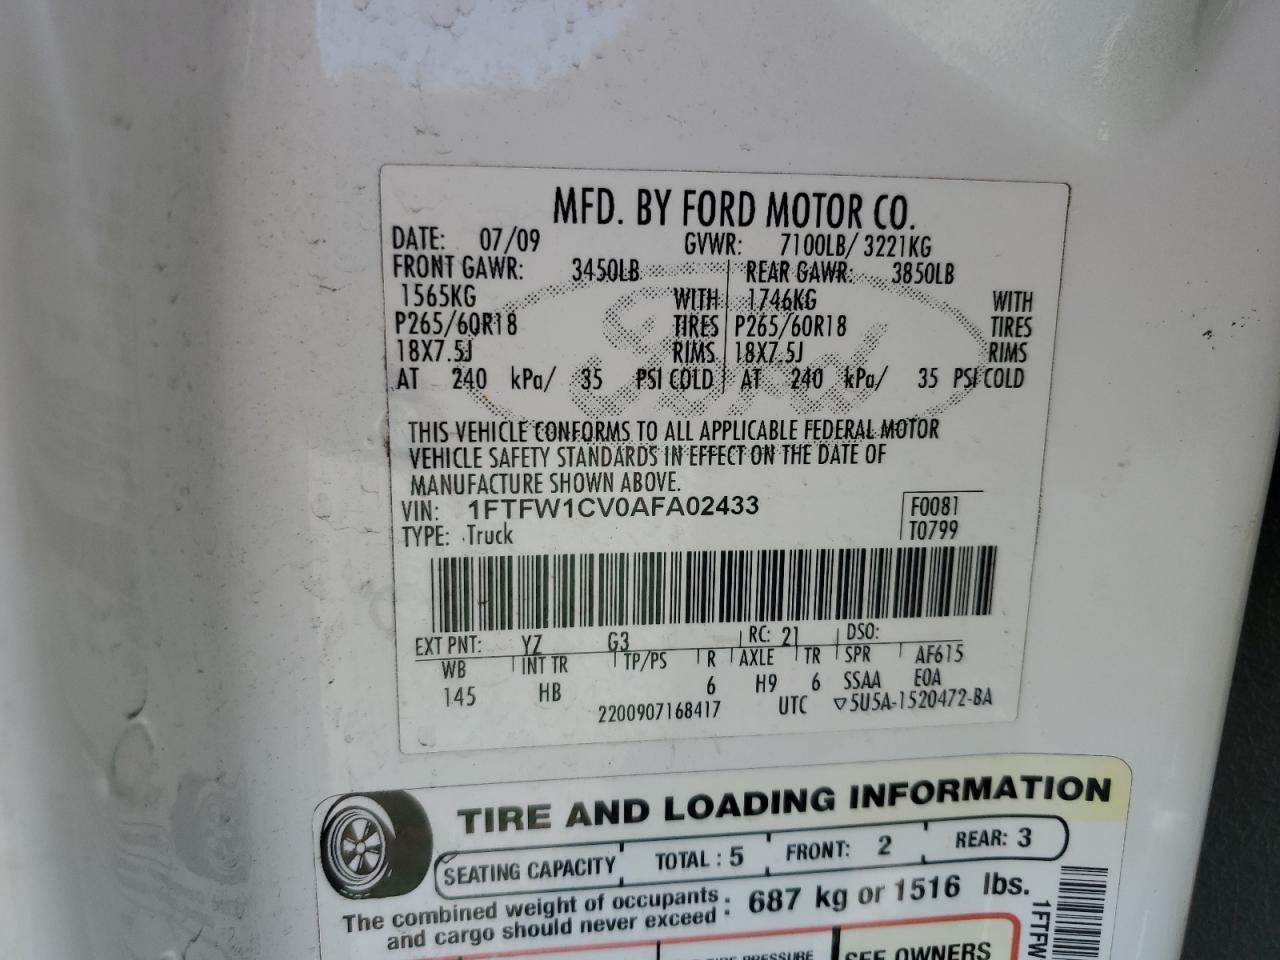 MFD. BY FORD MOTOR CO.
DATE: 07/09 GVWR: 7100LB/ 3221KG
FRONT GAWR: 3450LB REAR GAWR: 3850LB
1565KG WITH 1746KG WITH
P265/60R18 TIRES P265/60R18 TIRES
18X7.5J RIMS 18X7.5J RIMS
AT 240 kPa/ 35 PSI COLD AT 240 kPa/ 35 PSI COLD
Ford
THIS VEHICLE CONFORMS TO ALL APPLICABLE FEDERAL MOTOR
VEHICLE SAFETY STANDARDS IN EFFECT ON THE DATE OF
MANUFACTURE SHOWN ABOVE.
VIN: 1FTFW1CV0AFA02433 F0081
TYPE: Truck T0799
EXT PNT: YZ G3 RC: 21 DSO:
WB INT TR TP/PS R AXLE TR SPR AF615
145 HB 6 H9 6 SSAA E0A
2200907168417 UTC ▽5U5A-1520472-BA
TIRE AND LOADING INFORMATION
SEATING CAPACITY TOTAL : 5 FRONT: 2 REAR: 3
The combined weight of occupants
and cargo should never exceed : 687 kg or 1516 lbs.
1FTFW
PRESSURE SEE OWNERS